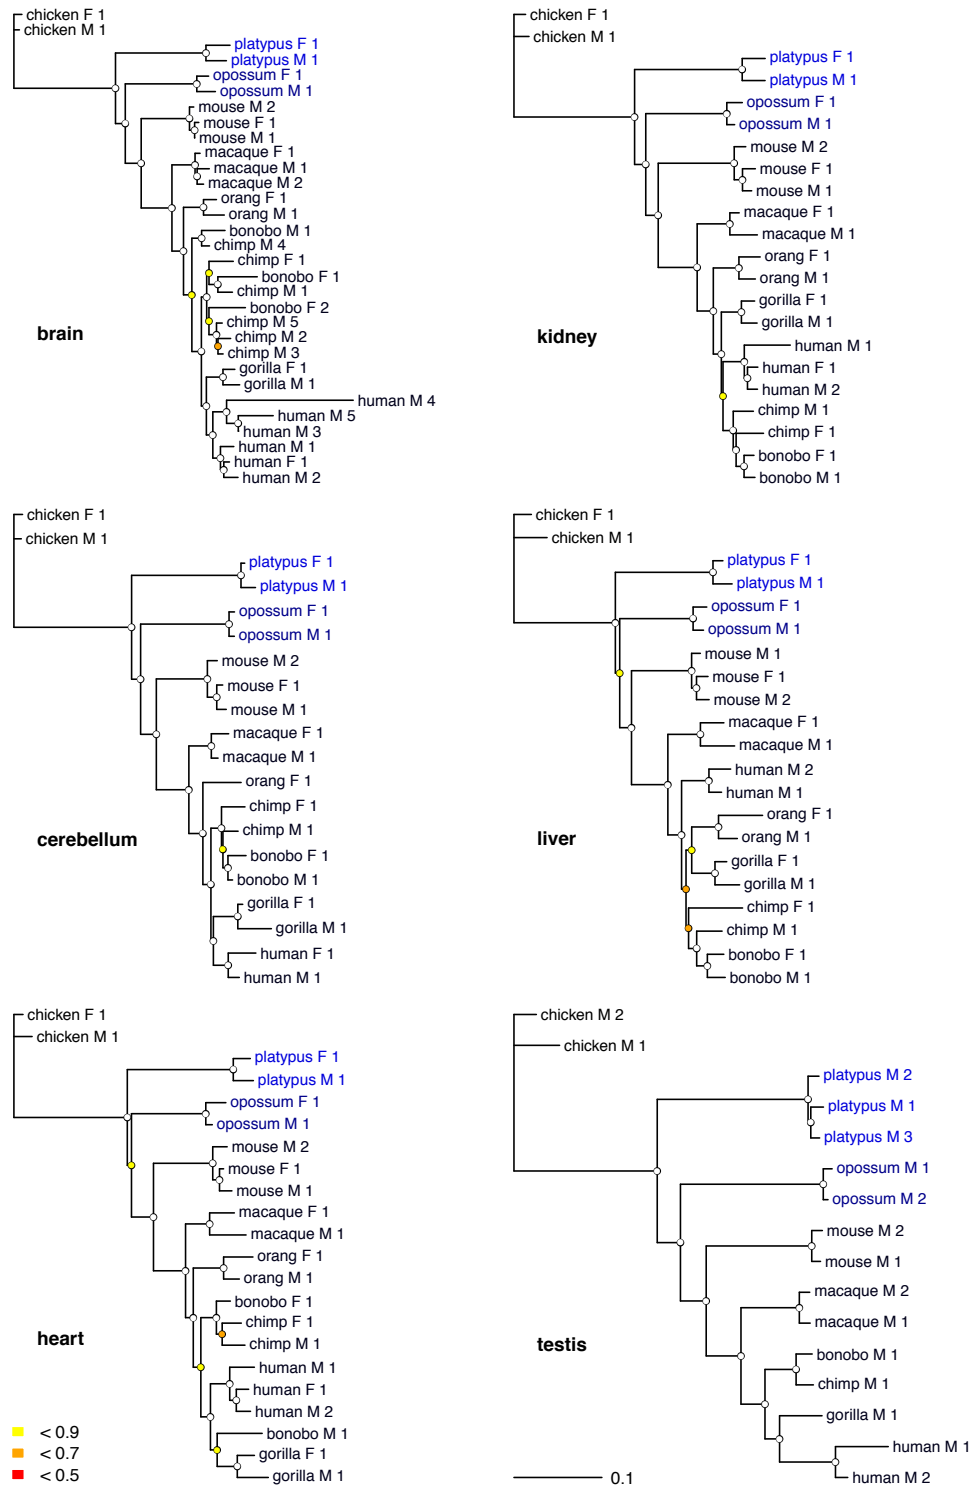 chicken F 1
chicken M 1
platypus F 1
platypus M 1
opossum F 1
opossum M 1
mouse M 2
mouse F 1
mouse M 1
macaque F 1
macaque M 1
macaque M 2
orang F 1
orang M 1
bonobo M 1
chimp M 4
chimp F 1
bonobo F 1
chimp M 1
bonobo F 2
chimp M 5
chimp M 2
chimp M 3
gorilla F 1
gorilla M 1
human M 4
human M 5
human M 3
human M 1
human F 1
human M 2
brain
chicken F 1
chicken M 1
platypus F 1
platypus M 1
opossum F 1
opossum M 1
mouse M 2
mouse F 1
mouse M 1
macaque F 1
macaque M 1
orang F 1
orang M 1
gorilla F 1
gorilla M 1
human M 1
human F 1
human M 2
chimp M 1
chimp F 1
bonobo F 1
bonobo M 1
kidney
chicken F 1
chicken M 1
platypus F 1
platypus M 1
opossum F 1
opossum M 1
mouse M 2
mouse F 1
mouse M 1
macaque F 1
macaque M 1
orang F 1
chimp F 1
chimp M 1
bonobo F 1
bonobo M 1
gorilla F 1
gorilla M 1
human F 1
human M 1
cerebellum
chicken F 1
chicken M 1
platypus F 1
platypus M 1
opossum F 1
opossum M 1
mouse M 1
mouse F 1
mouse M 2
macaque F 1
macaque M 1
human M 2
human M 1
orang F 1
orang M 1
gorilla F 1
gorilla M 1
chimp F 1
chimp M 1
bonobo F 1
bonobo M 1
liver
chicken F 1
chicken M 1
platypus F 1
platypus M 1
opossum F 1
opossum M 1
mouse M 2
mouse F 1
mouse M 1
macaque F 1
macaque M 1
orang F 1
orang M 1
bonobo F 1
chimp F 1
chimp M 1
human M 1
human F 1
human M 2
bonobo M 1
gorilla F 1
gorilla M 1
heart
< 0.9
< 0.7
< 0.5
chicken M 2
chicken M 1
platypus M 2
platypus M 1
platypus M 3
opossum M 1
opossum M 2
mouse M 2
mouse M 1
macaque M 2
macaque M 1
bonobo M 1
chimp M 1
gorilla M 1
human M 1
human M 2
testis
0.1